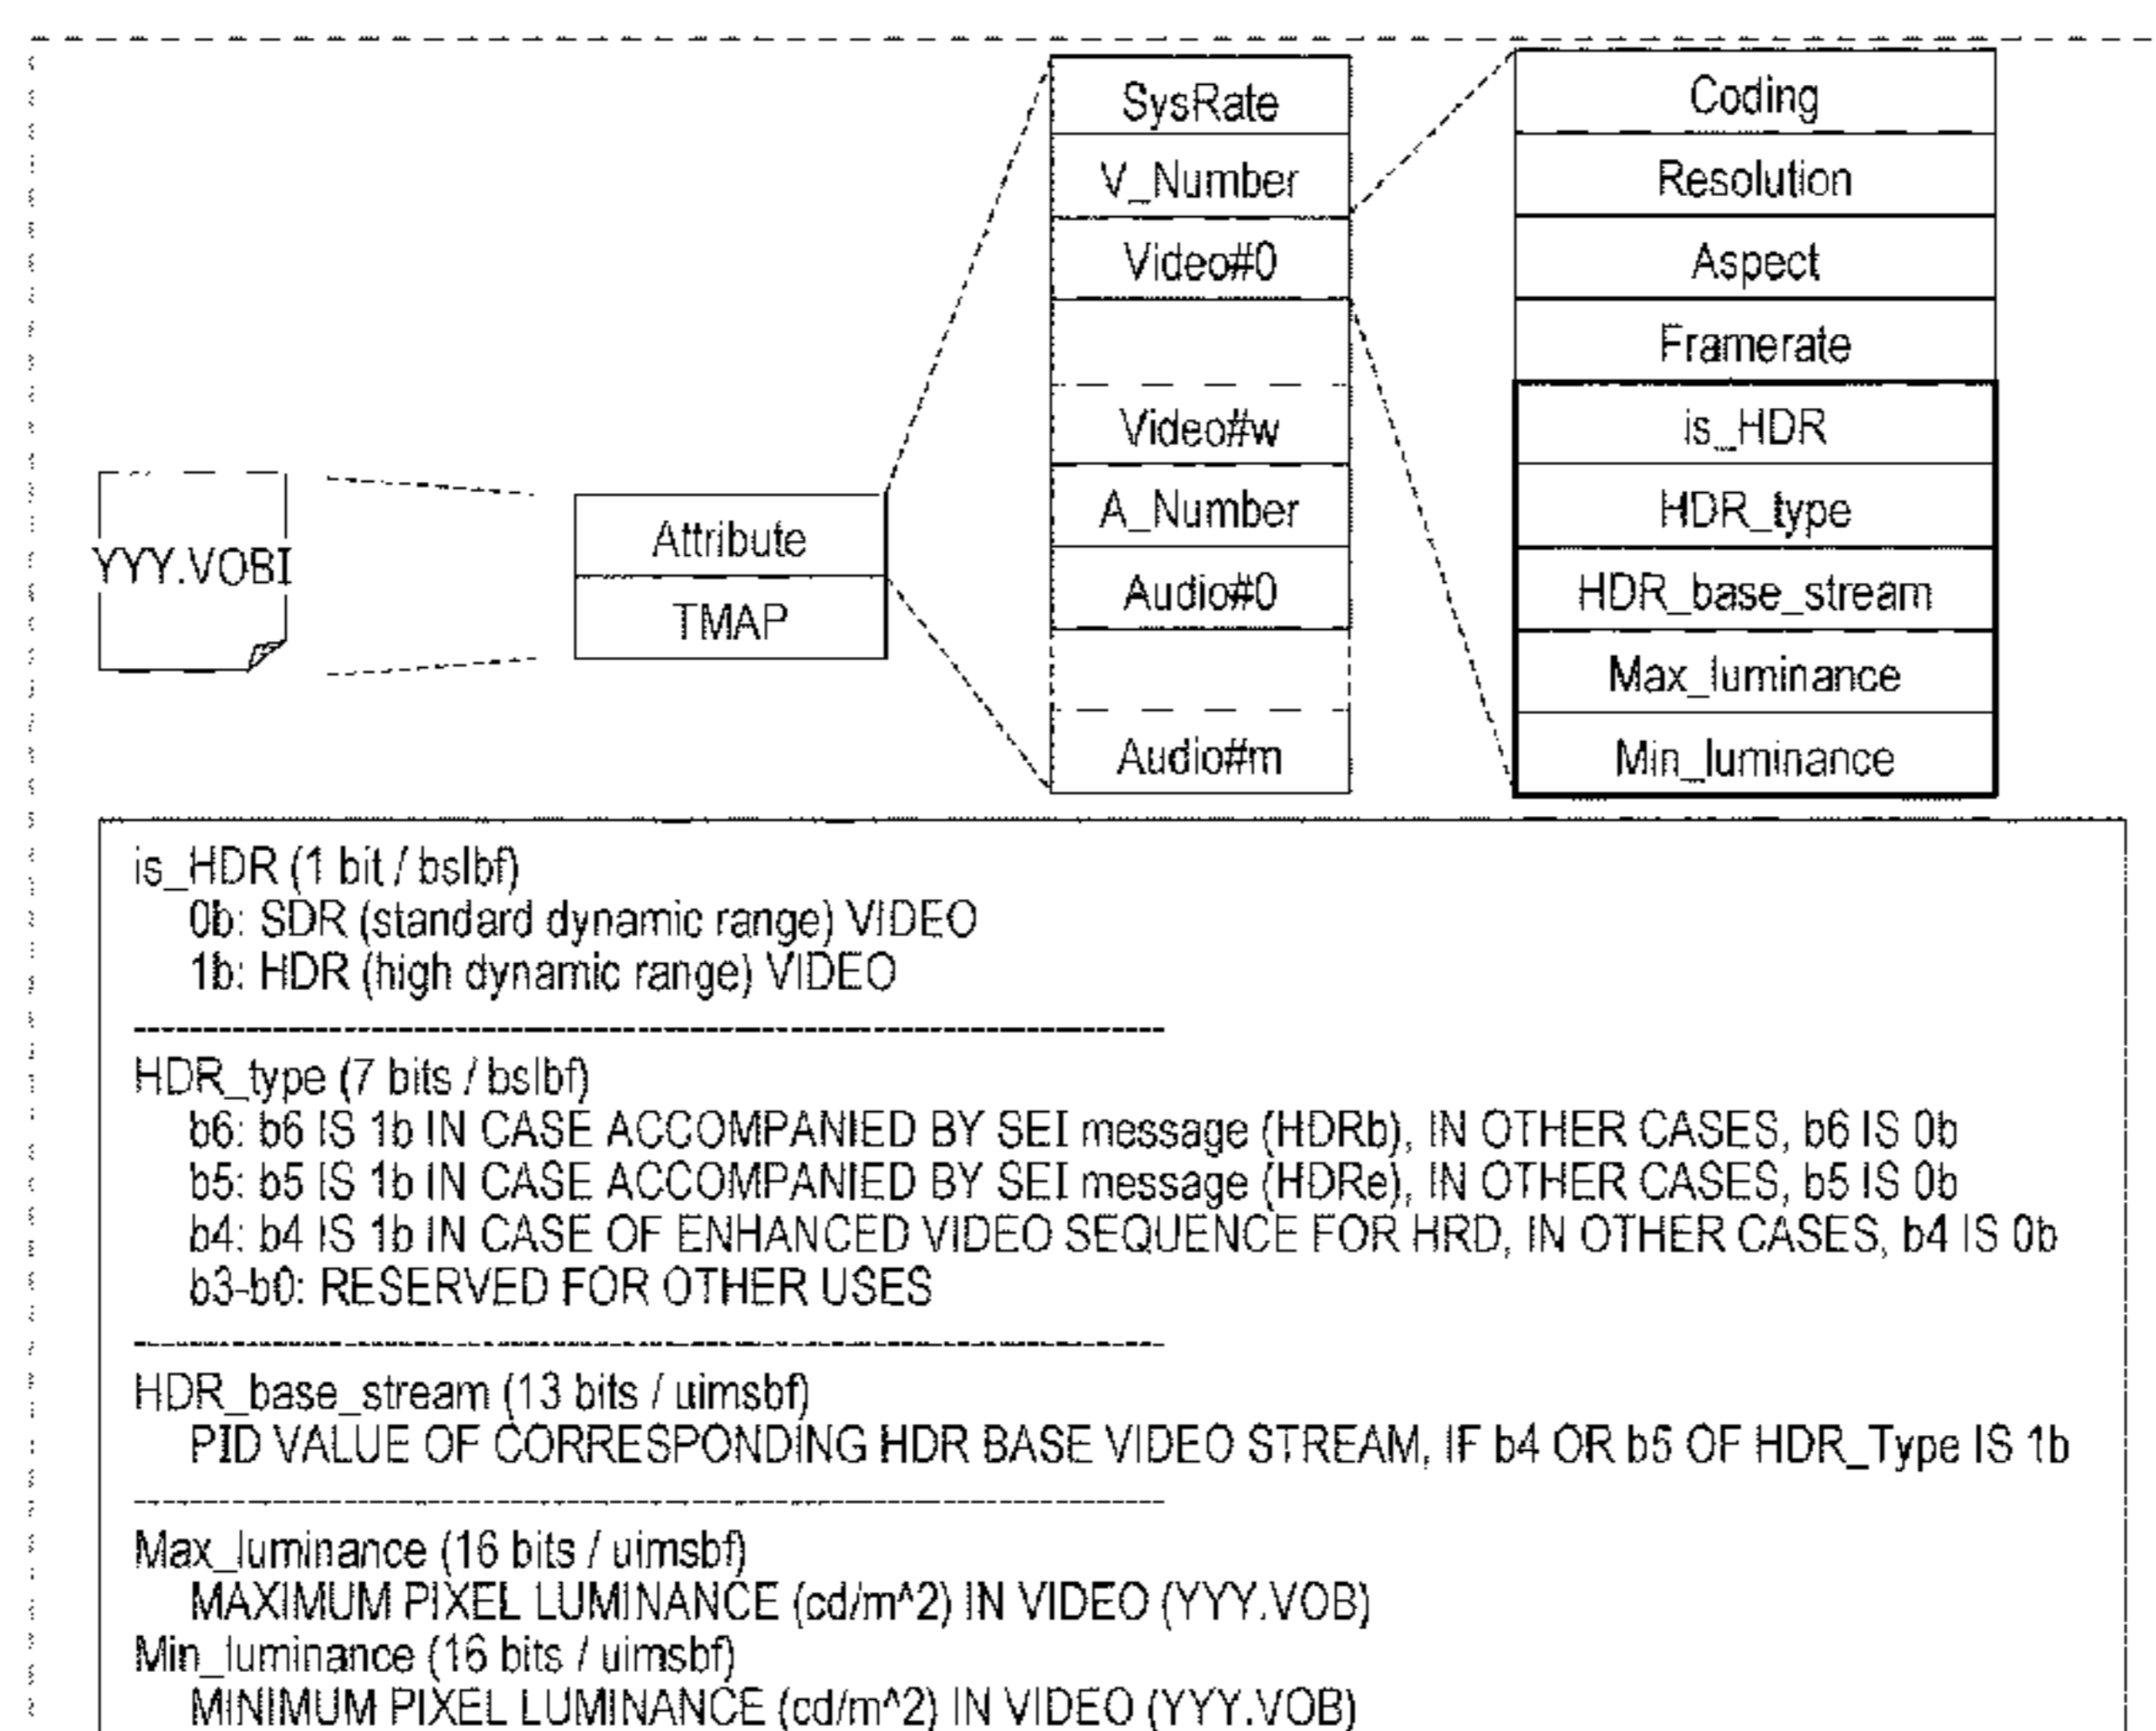 SysRate
V_Number
Video#0
Video#w
A_Number
Audio#0
Audio#m
Coding
Resolution
Aspect
Framerate
is_HDR
HDR_type
HDR_base_stream
Max_luminance
Min_luminance
YYY.VOBI
Attribute
TMAP
is_HDR (1 bit / bslbf)
0b: SDR (standard dynamic range) VIDEO
1b: HDR (high dynamic range) VIDEO
HDR_type (7 bits / bslbf)
b6: b6 IS 1b IN CASE ACCOMPANIED BY SEI message (HDRb), IN OTHER CASES, b6 IS 0b
b5: b5 IS 1b IN CASE ACCOMPANIED BY SEI message (HDRe), IN OTHER CASES, b5 IS 0b
b4: b4 IS 1b IN CASE OF ENHANCED VIDEO SEQUENCE FOR HRD, IN OTHER CASES, b4 IS 0b
b3-b0: RESERVED FOR OTHER USES
HDR_base_stream (13 bits / uimsbf)
PID VALUE OF CORRESPONDING HDR BASE VIDEO STREAM, IF b4 OR b5 OF HDR_Type IS 1b
Max_luminance (16 bits / uimsbf)
MAXIMUM PIXEL LUMINANCE (cd/m^2) IN VIDEO (YYY.VOB)
Min_luminance (16 bits / uimsbf)
MINIMUM PIXEL LUMINANCE (cd/m^2) IN VIDEO (YYY.VOB)